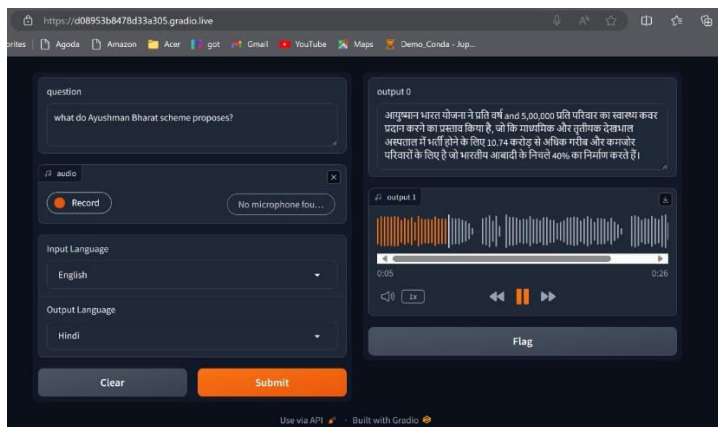 https://d08953b8478d33a305.gradio.live
orites Agoda Amazon Acer got Gmail YouTube Maps Demo_Conda - Jup...
question
what do Ayushman Bharat scheme proposes?
audio
Record
No microphone fou...
Input Language
English
Output Language
Hindi
Clear
Submit
output 0
आयुष्मान भारत योजना ने प्रति वर्ष and 5,00,000 प्रति परिवार का स्वास्थ्य कवर
प्रदान करने का प्रस्ताव किया है, जो कि माध्यमिक और तृतीयक देखभाल
अस्पताल में भर्ती होने के लिए 10.74 करोड़ से अधिक गरीब और कमजोर
परिवारों के लिए है जो भारतीय आबादी के निचले 40% का निर्माण करते हैं।
output 1
0:05 0:26
1x
Flag
Use via API · Built with Gradio